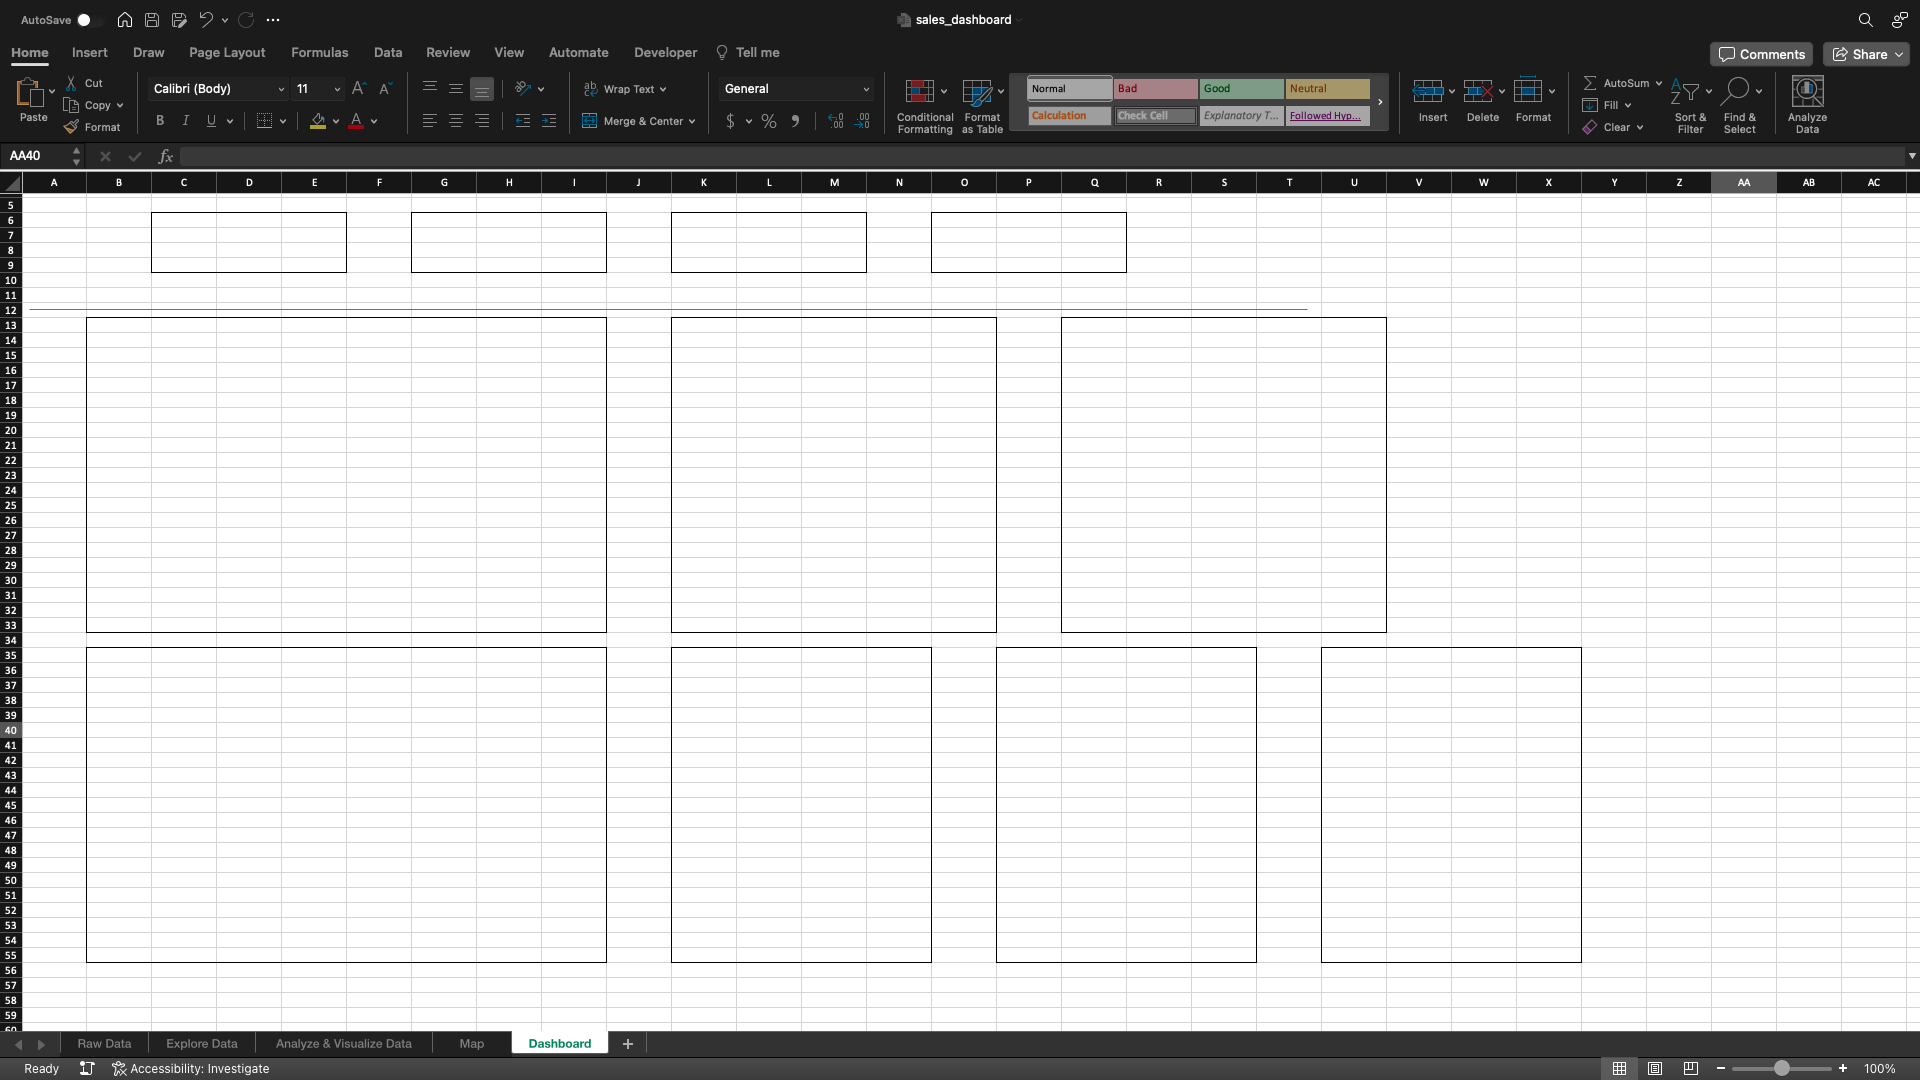 AutoSave
sales_dashboard
Home Insert Draw Page Layout Formulas Data Review View Automate Developer Tell me
Comments Share
Paste
Cut
Copy
Format
Calibri (Body) 11
B I U A
Wrap Text
Merge & Center
General
$ % 9
Conditional
Formatting
Format
as Table
Normal Bad Good Neutral
Calculation Check Cell Explanatory T... Followed Hyp...
Insert Delete Format
AutoSum
Fill
Clear
Sort &
Filter
Find &
Select
Analyze
Data
AA40
fx
A B C D E F G H I J K L M N O P Q R S T U V W X Y Z AA AB AC
5
6
7
8
9
10
11
12
13
14
15
16
17
18
19
20
21
22
23
24
25
26
27
28
29
30
31
32
33
34
35
36
37
38
39
40
41
42
43
44
45
46
47
48
49
50
51
52
53
54
55
56
57
58
59
60
Raw Data Explore Data Analyze & Visualize Data Map Dashboard
Ready Accessibility: Investigate 100%